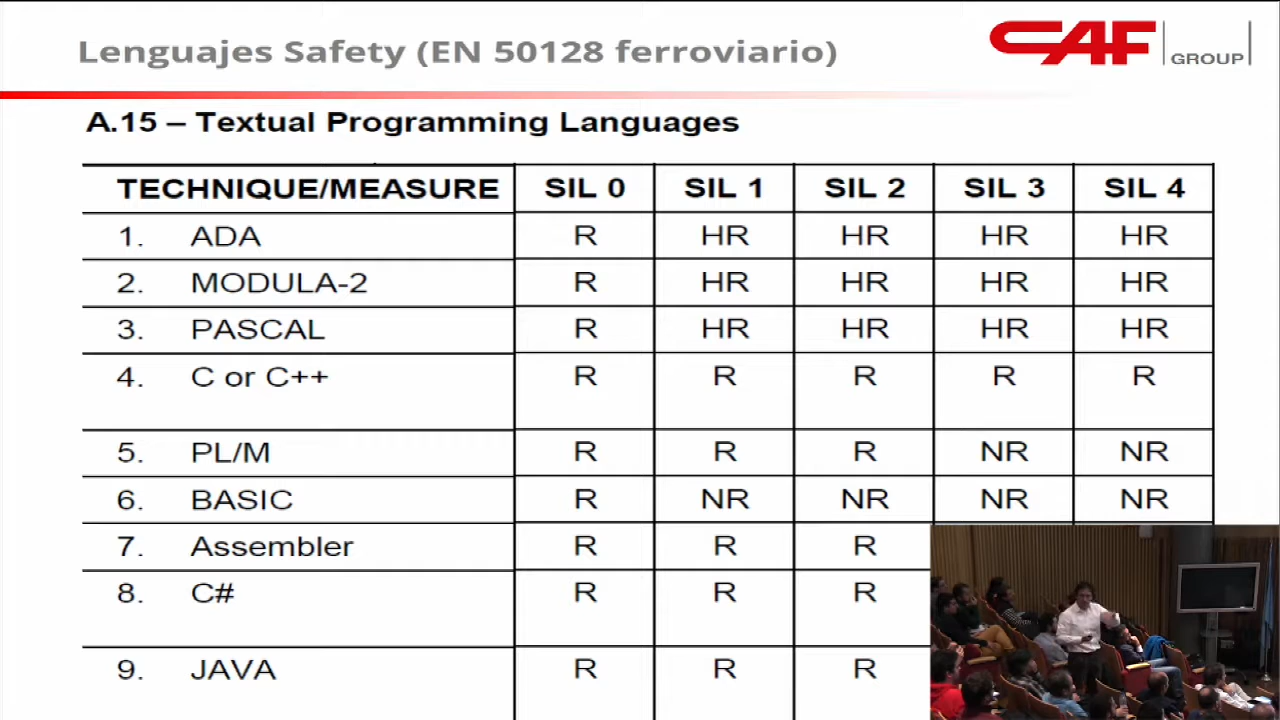 Lenguajes Safety (EN 50128 ferroviario)
CAF GROUP
A.15 – Textual Programming Languages
TECHNIQUE/MEASURE SIL 0 SIL 1 SIL 2 SIL 3 SIL 4
1. ADA R HR HR HR HR
2. MODULA-2 R HR HR HR HR
3. PASCAL R HR HR HR HR
4. C or C++ R R R R R
5. PL/M R R R NR NR
6. BASIC R NR NR NR NR
7. Assembler R R R
8. C# R R R
9. JAVA R R R